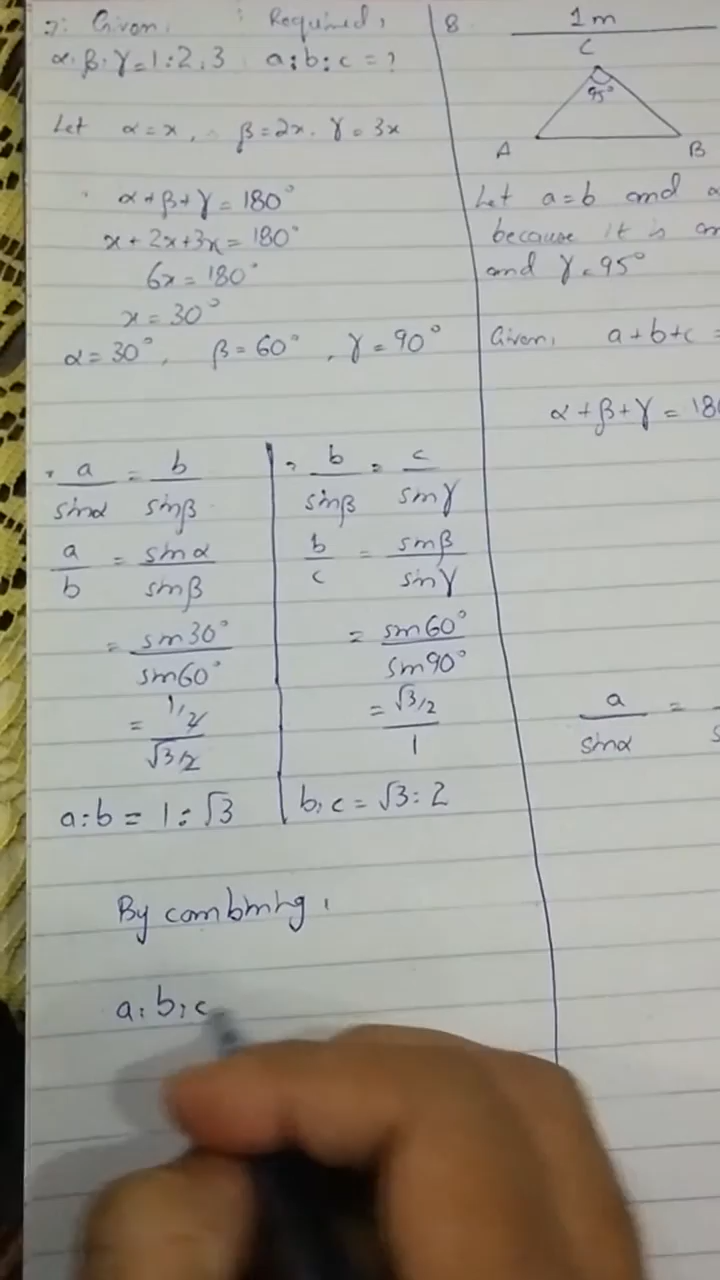 7: Given, : Required,
α:β:γ = 1:2:3 a:b:c = ?
Let α = x, β = 2x, γ = 3x
α + β + γ = 180°
x + 2x + 3x = 180°
6x = 180°
x = 30°
α = 30°, β = 60°, γ = 90°
a/sinα = b/sinβ
a/b = sinα/sinβ
= sin30°/sin60°
= 1/2 / √3/2
a:b = 1:√3
b/sinβ = c/sinγ
b/c = sinβ/sinγ
= sin60°/sin90°
= √3/2 / 1
b:c = √3:2
By combining,
a:b:c
8 1m
C
95°
A B
Let a = b and
because it is
and γ = 95°
Given, a + b + c =
α + β + γ = 18
a/sinα =